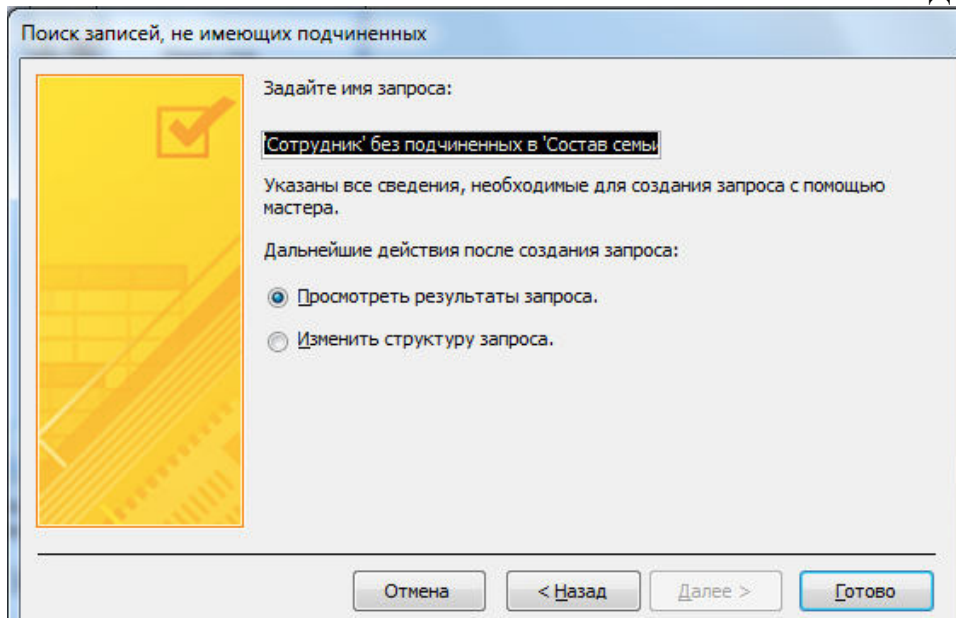 Поиск записей, не имеющих подчиненных
Задайте имя запроса:
'Сотрудник' без подчиненных в 'Состав семьи
Указаны все сведения, необходимые для создания запроса с помощью
мастера.
Дальнейшие действия после создания запроса:
Просмотреть результаты запроса.
Изменить структуру запроса.
Отмена
< Назад
Далее >
Готово